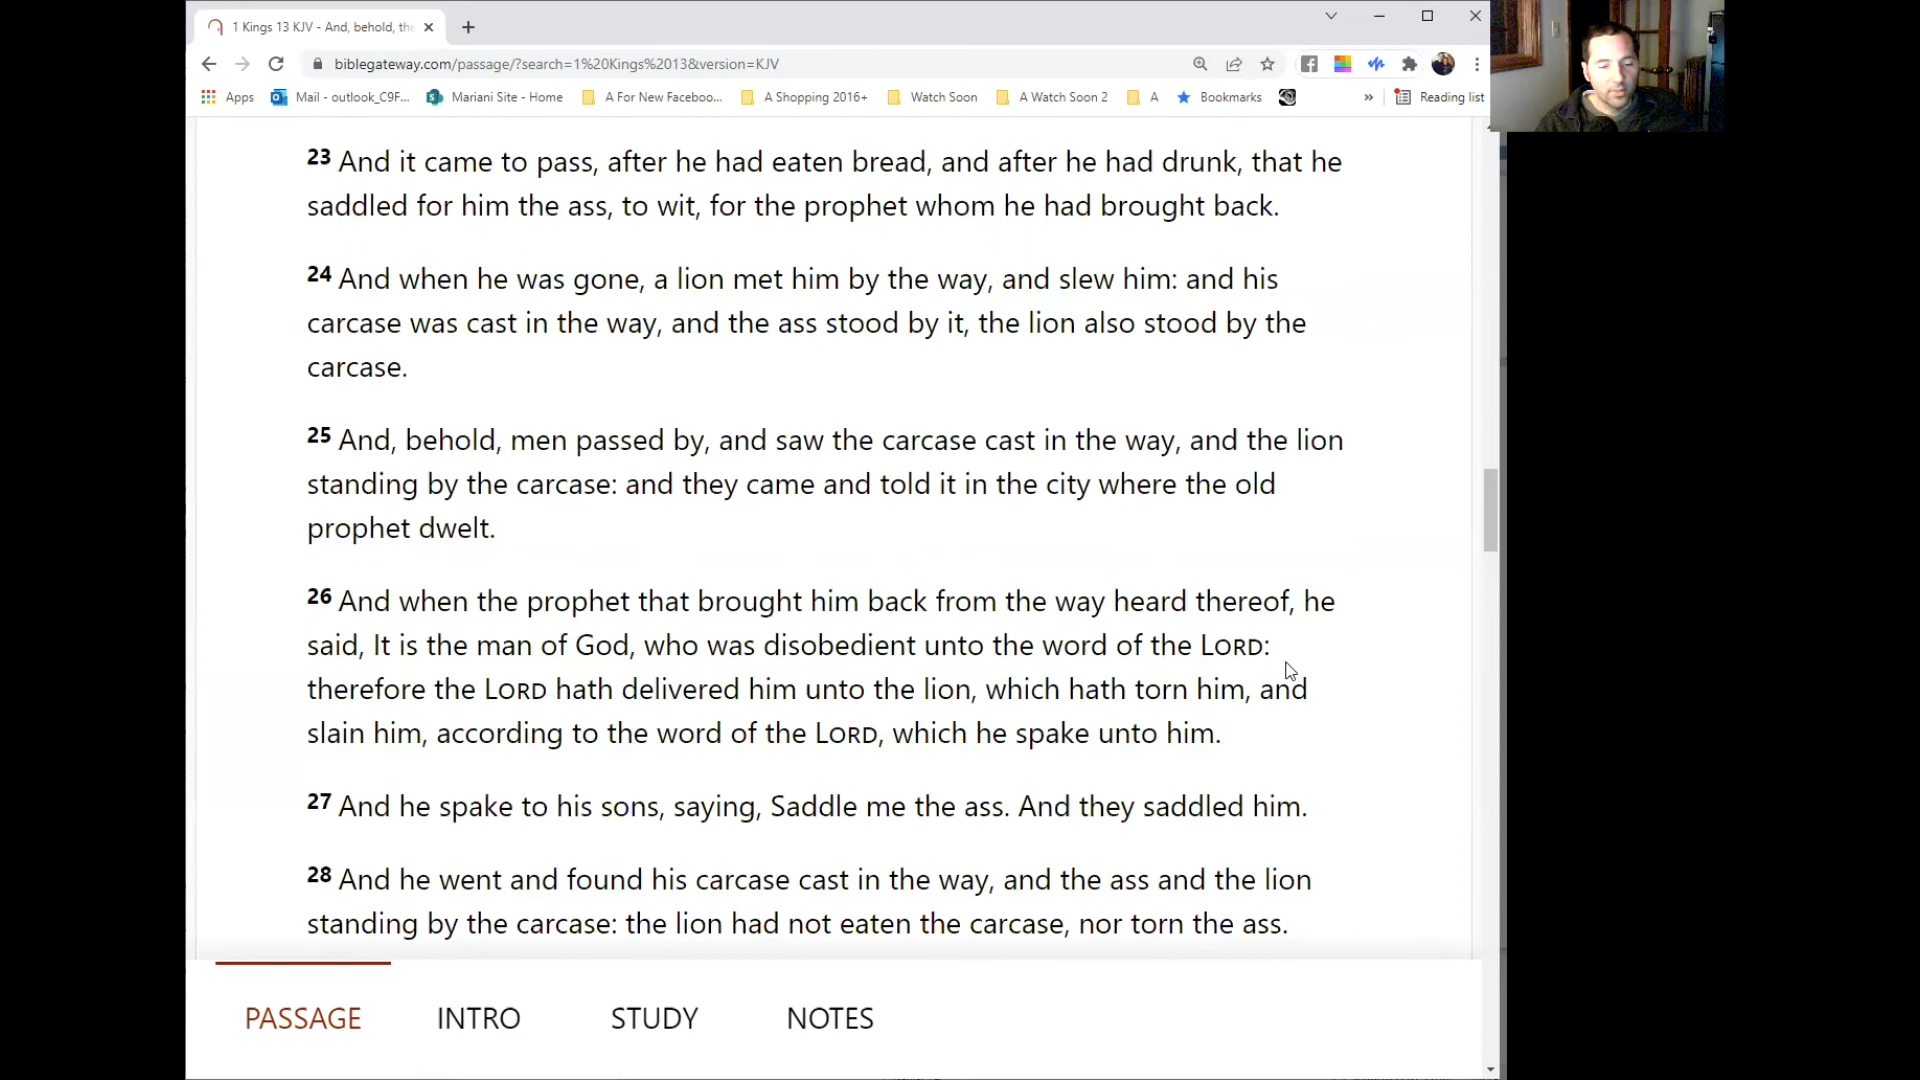 1 Kings 13 KJV - And, behold, the
biblegateway.com/passage/?search=1%20Kings%2013&version=KJV
Apps Mail - outlook_C9F... Mariani Site - Home A For New Faceboo... A Shopping 2016+ Watch Soon A Watch Soon 2 A Bookmarks » Reading list
23 And it came to pass, after he had eaten bread, and after he had drunk, that he
saddled for him the ass, to wit, for the prophet whom he had brought back.
24 And when he was gone, a lion met him by the way, and slew him: and his
carcase was cast in the way, and the ass stood by it, the lion also stood by the
carcase.
25 And, behold, men passed by, and saw the carcase cast in the way, and the lion
standing by the carcase: and they came and told it in the city where the old
prophet dwelt.
26 And when the prophet that brought him back from the way heard thereof, he
said, It is the man of God, who was disobedient unto the word of the LORD:
therefore the LORD hath delivered him unto the lion, which hath torn him, and
slain him, according to the word of the LORD, which he spake unto him.
27 And he spake to his sons, saying, Saddle me the ass. And they saddled him.
28 And he went and found his carcase cast in the way, and the ass and the lion
standing by the carcase: the lion had not eaten the carcase, nor torn the ass.
PASSAGE INTRO STUDY NOTES